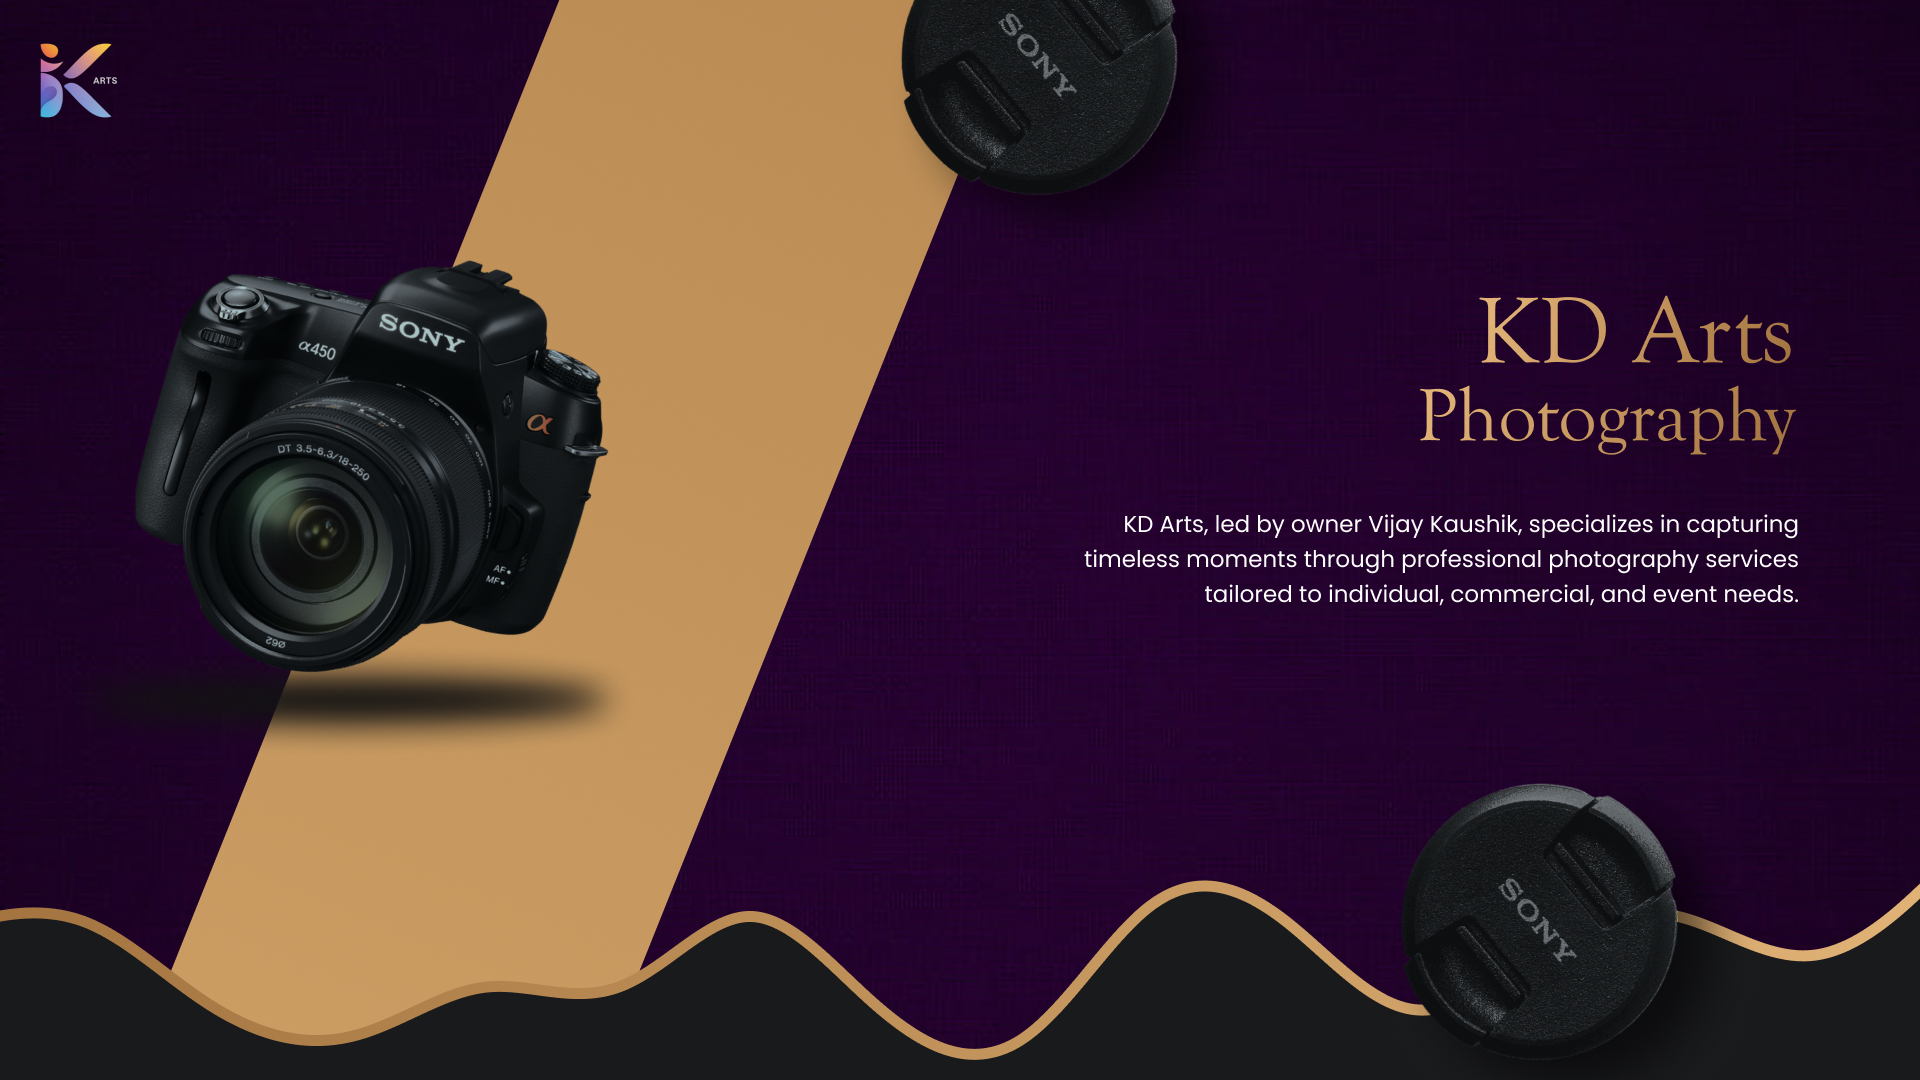 K ARTS
SONY
SONY
α450
α
DT 3.5-6.3/18-250
AF
MF
Ø62
KD Arts
Photography
KD Arts, led by owner Vijay Kaushik, specializes in capturing
timeless moments through professional photography services
tailored to individual, commercial, and event needs.
SONY